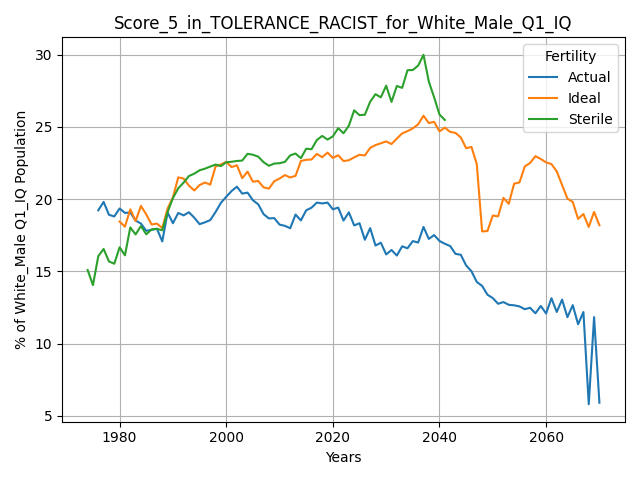 Score_5_in_TOLERANCE_RACIST_for_White_Male_Q1_IQ
% of White_Male Q1_IQ Population
30
25
20
15
10
5
Fertility
Actual
Ideal
Sterile
1980 2000 2020 2040 2060
Years